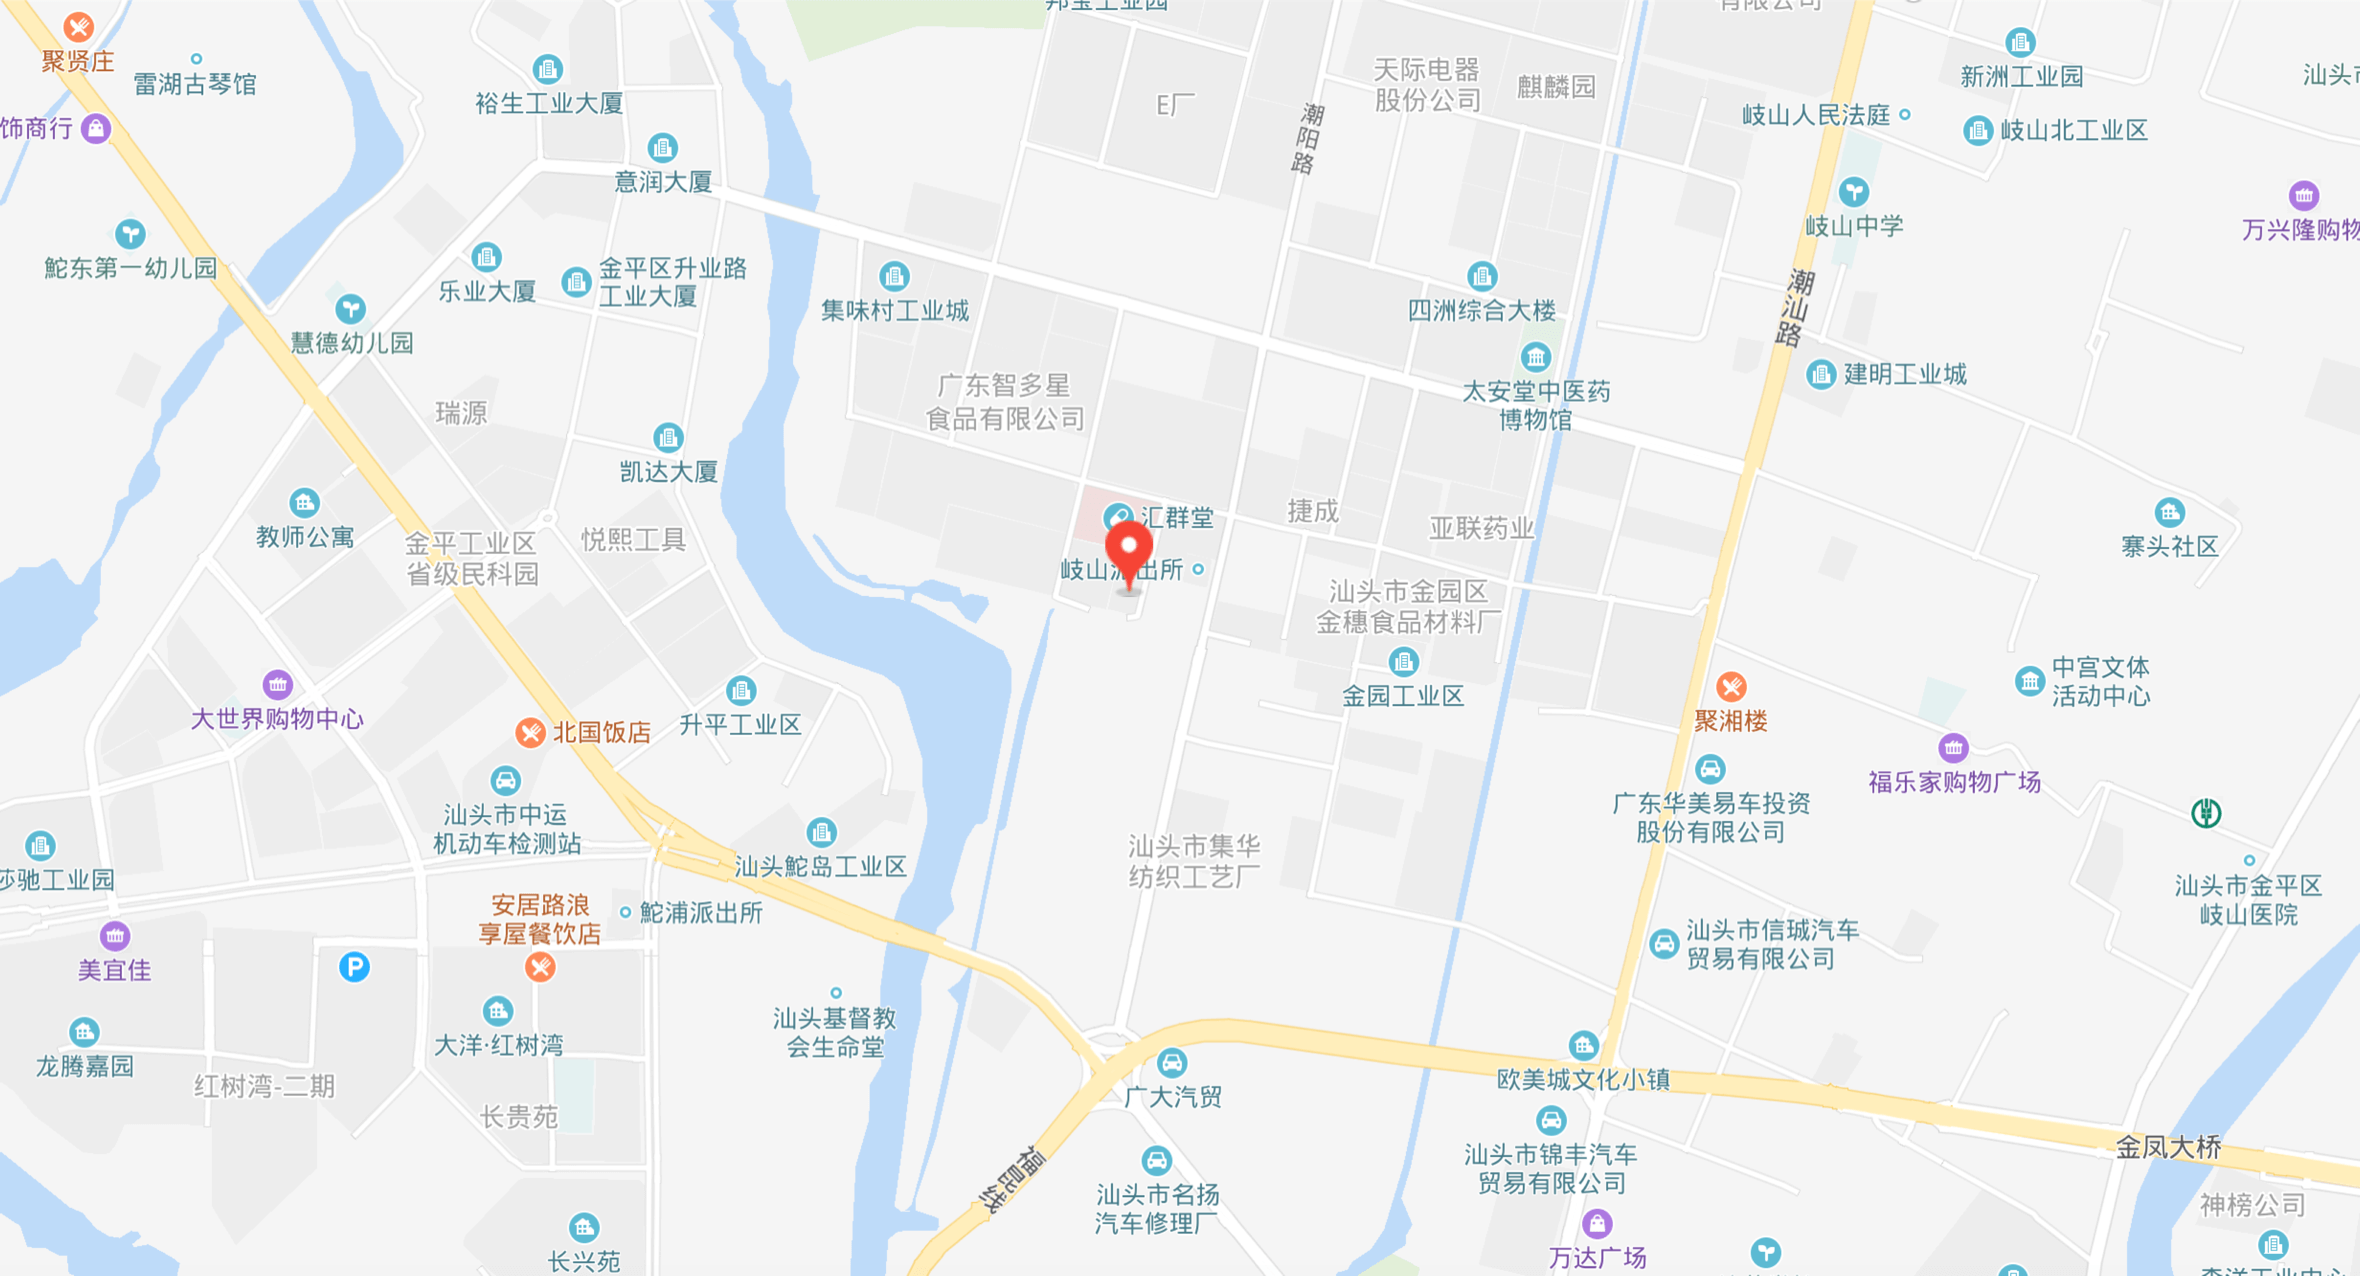 邦宝工业园
有限公司
聚贤庄
雷湖古琴馆
裕生工业大厦
天际电器
股份公司
麒麟园
新洲工业园
汕头市
E厂
饰商行
潮阳路
岐山人民法庭
岐山北工业区
意润大厦
岐山中学
万兴隆购物
鮀东第一幼儿园
乐业大厦
金平区升业路
工业大厦
集味村工业城
四洲综合大楼
潮汕路
慧德幼儿园
广东智多星
食品有限公司
太安堂中医药
博物馆
建明工业城
瑞源
凯达大厦
教师公寓
金平工业区
省级民科园
悦熙工具
汇群堂
捷成
亚联药业
寨头社区
岐山派出所
汕头市金园区
金穗食品材料厂
金园工业区
中宫文体
活动中心
大世界购物中心
北国饭店
升平工业区
聚湘楼
福乐家购物广场
汕头市中运
机动车检测站
广东华美易车投资
股份有限公司
汕头鮀岛工业区
汕头市集华
纺织工艺厂
莎驰工业园
汕头市金平区
岐山医院
安居路浪
享屋餐饮店
鮀浦派出所
汕头市信城汽车
贸易有限公司
美宜佳
P
汕头基督教
会生命堂
大洋·红树湾
龙腾嘉园
红树湾-二期
长贵苑
广大汽贸
欧美城文化小镇
汕头市锦丰汽车
贸易有限公司
金凤大桥
福昆线
汕头市名扬
汽车修理厂
神榜公司
长兴苑
万达广场